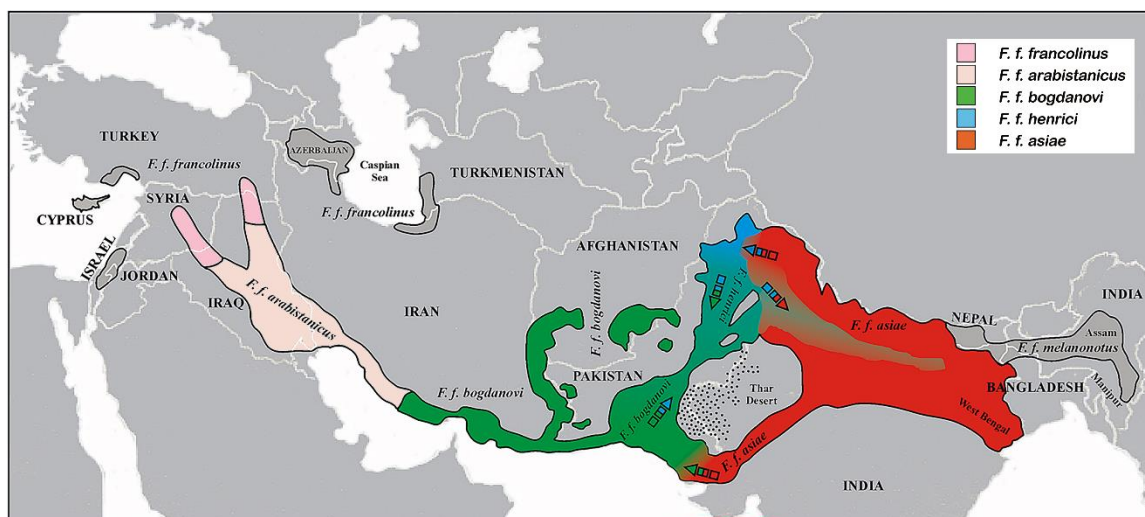 F. f. francolinus
F. f. arabistanicus
F. f. bogdanovi
F. f. henrici
F. f. asiae
TURKEY
F. f. francolinus
AZERBAIJAN
Caspian
Sea
TURKMENISTAN
CYPRUS
SYRIA
F. f. francolinus
ISRAEL
JORDAN
IRAQ
F. f. arabistanicus
IRAN
AFGHANISTAN
F. f. bogdanovi
F. f. henrici
F. f. asiae
NEPAL
INDIA
Assam
F. f. melanonotus
BANGLADESH
Manipur
PAKISTAN
F. f. bogdanovi
F. f. bogdanovi
Thar
Desert
West Bengal
F. f. asiae
INDIA